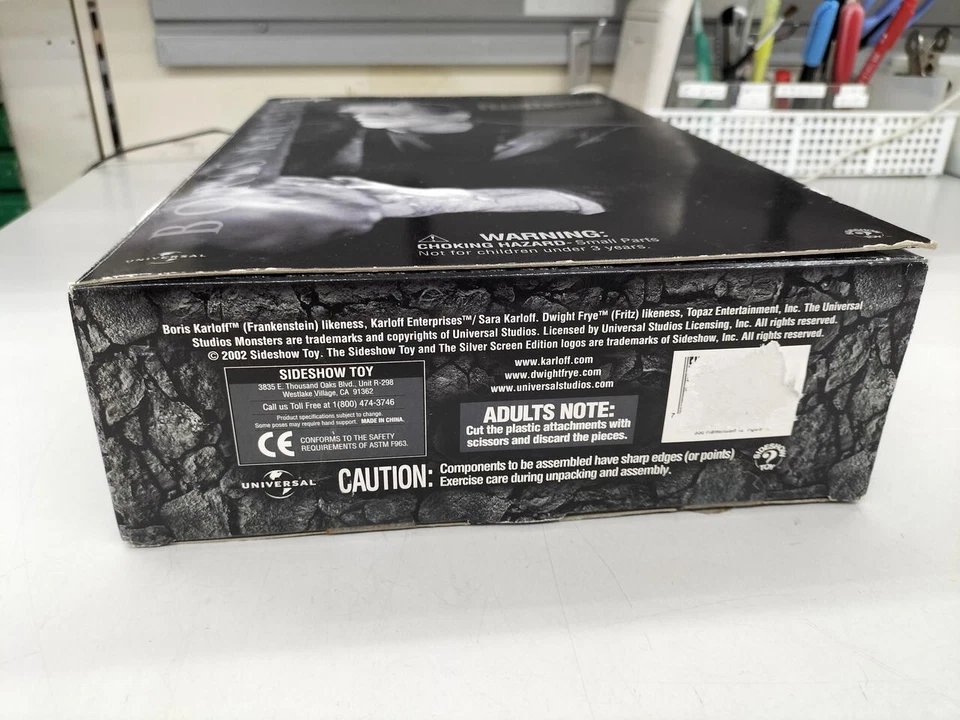 UNIVERSAL
WARNING:
CHOKING HAZARD- Small Parts
Not for children under 3 years.
Boris Karloff™ (Frankenstein) likeness, Karloff Enterprises™/ Sara Karloff. Dwight Frye™ (Fritz) likeness, Topaz Entertainment, Inc. The Universal
Studios Monsters are trademark and copyrights of Universal Studios. Licensed by Universal Studios Licensing, Inc. All rights reserved.
© 2002 Sideshow Toy. The Sideshow Toy and The Silver Screen Edition logos are trademarks of Sideshow, Inc. All rights reserved.
SIDESHOW TOY
3835 E. Thousand Oaks Blvd., Unit R-298
Westlake Village, CA 91362
Call us Toll Free at 1(800) 474-3746
Product specifications subject to change.
Some poses may require hand support. MADE IN CHINA.
CE CONFORMS TO THE SAFETY
REQUIREMENTS OF ASTM F963.
UNIVERSAL
www.karloff.com
www.dwightfrye.com
www.universalstudios.com
ADULTS NOTE:
Cut the plastic attachments with
scissors and discard the pieces.
CAUTION: Components to be assembled have sharp edges (or points)
Exercise care during unpacking and assembly.
7